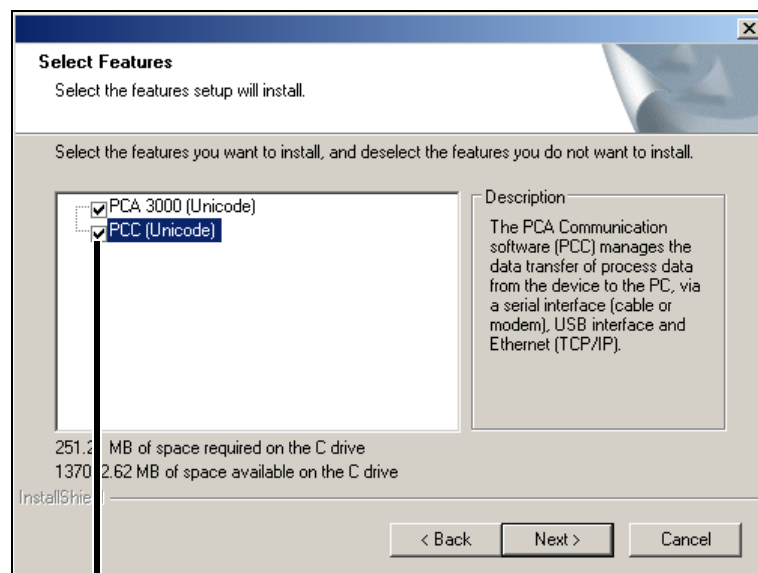 Select Features
Select the features setup will install.
Select the features you want to install, and deselect the features you do not want to install.
PCA 3000 (Unicode)
PCC (Unicode)
Description
The PCA Communication
software (PCC) manages the
data transfer of process data
from the device to the PC, via
a serial interface (cable or
modem), USB interface and
Ethernet (TCP/IP).
MB of space required on the C drive
MB of space available on the C drive
< Back
Next >
Cancel